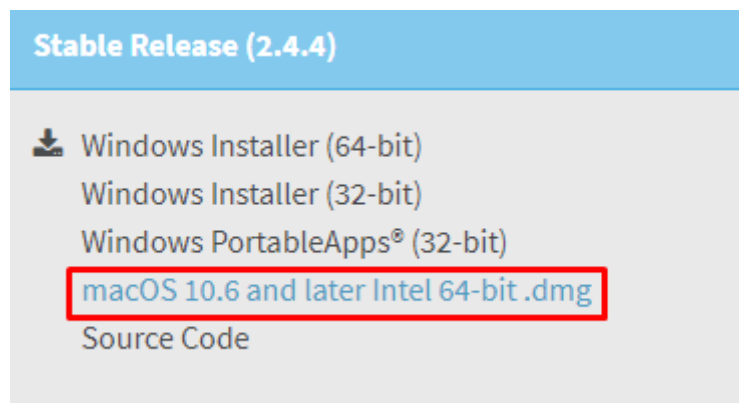 Stable Release (2.4.4)
Windows Installer (64-bit)
Windows Installer (32-bit)
Windows PortableApps® (32-bit)
macOS 10.6 and later Intel 64-bit .dmg
Source Code